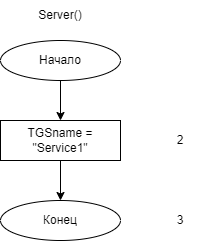 Server()
Начало
TGSname =
"Service1"
2
Конец
3